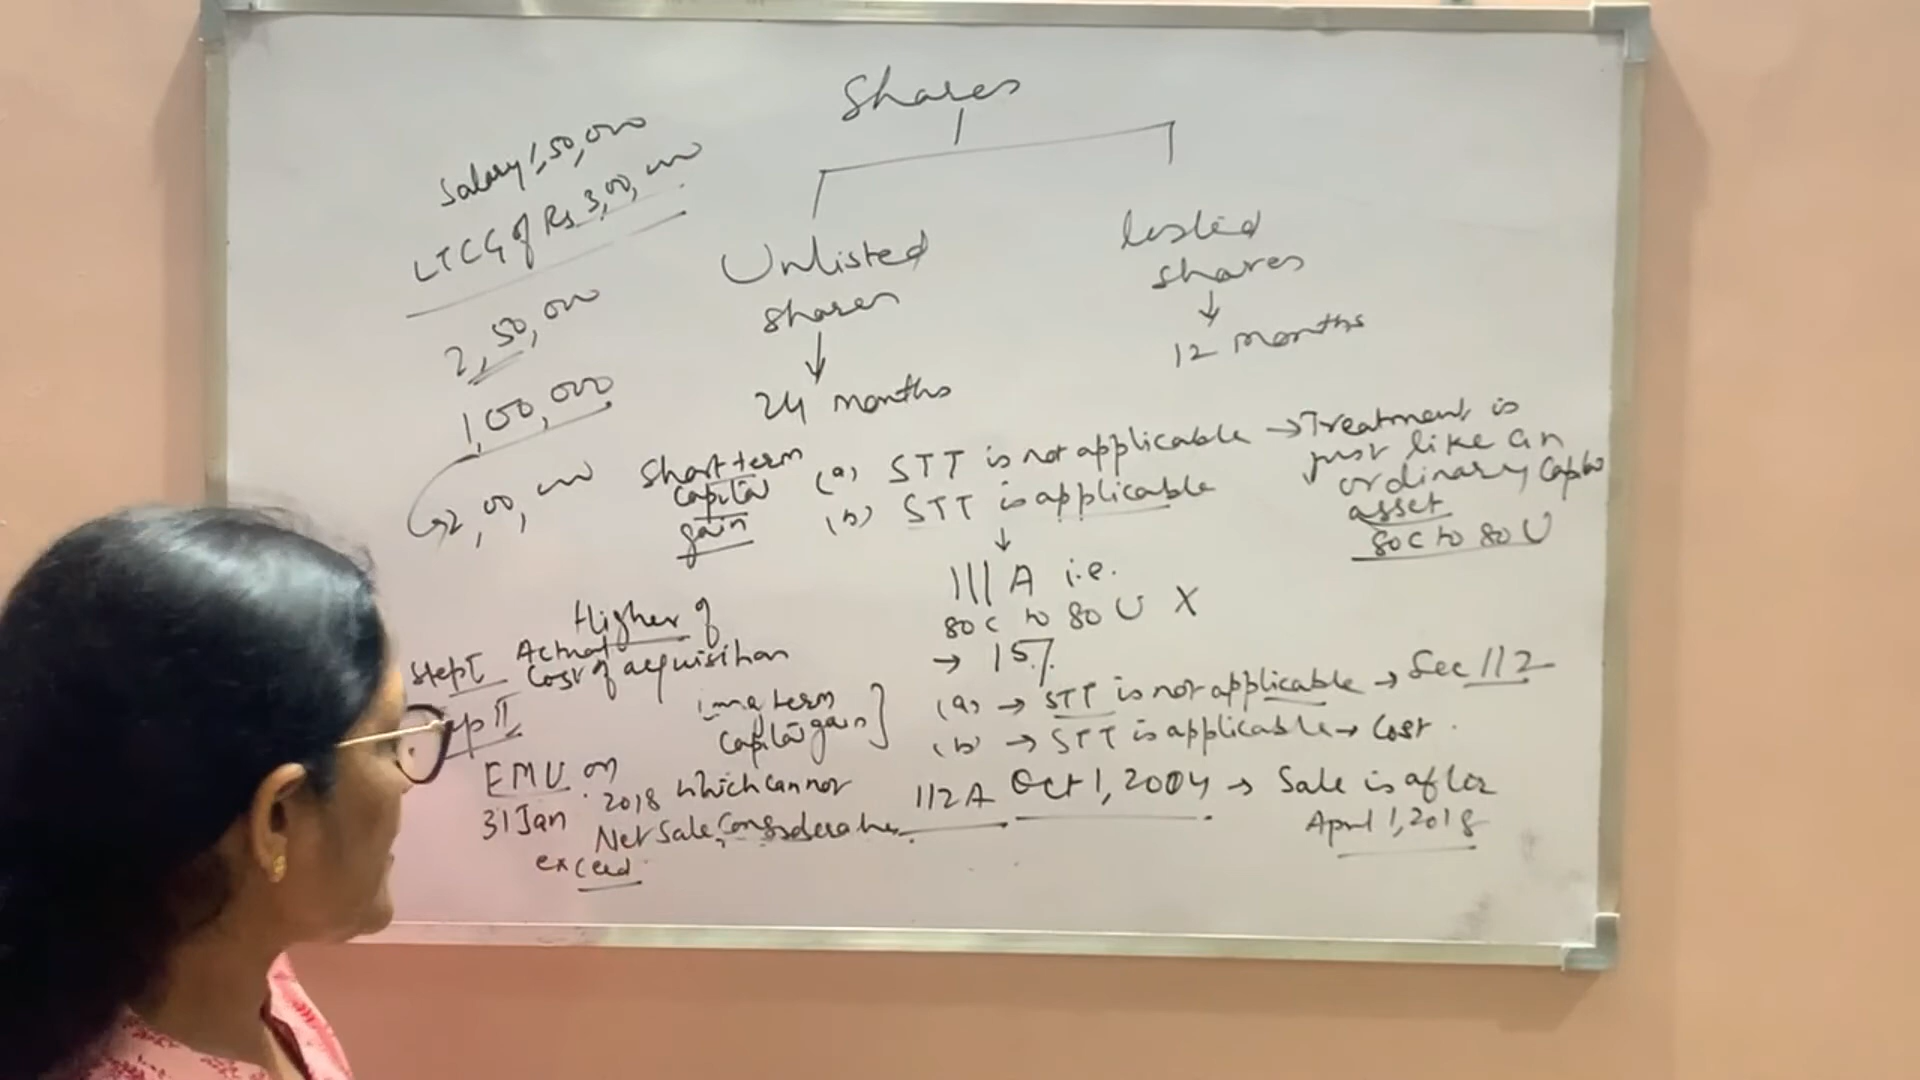 Shares
Salary 1,50,000
LTCG of Rs 3,00,000
2,50,000
1,00,000
2,00,000
Unlisted
Shares
↓
24 months
listed
shares
↓
12 months
Short term
Capital
gain
(a) STT is not applicable → Treatment is
just like an
ordinary Capital
asset
80C to 80U
(b) STT is applicable
↓
111A i.e.
80C to 80U X
→ 15%
Higher of
Step I Actual
Cost of acquisition
ep II
FMV on
31 Jan 2018 which cannot
exceed Net Sale Consideration
long term
Capital gain
(a) → STT is not applicable → Sec 112
(b) → STT is applicable → Cost.
112A Oct 1, 2004 → Sale is after
April 1, 2018